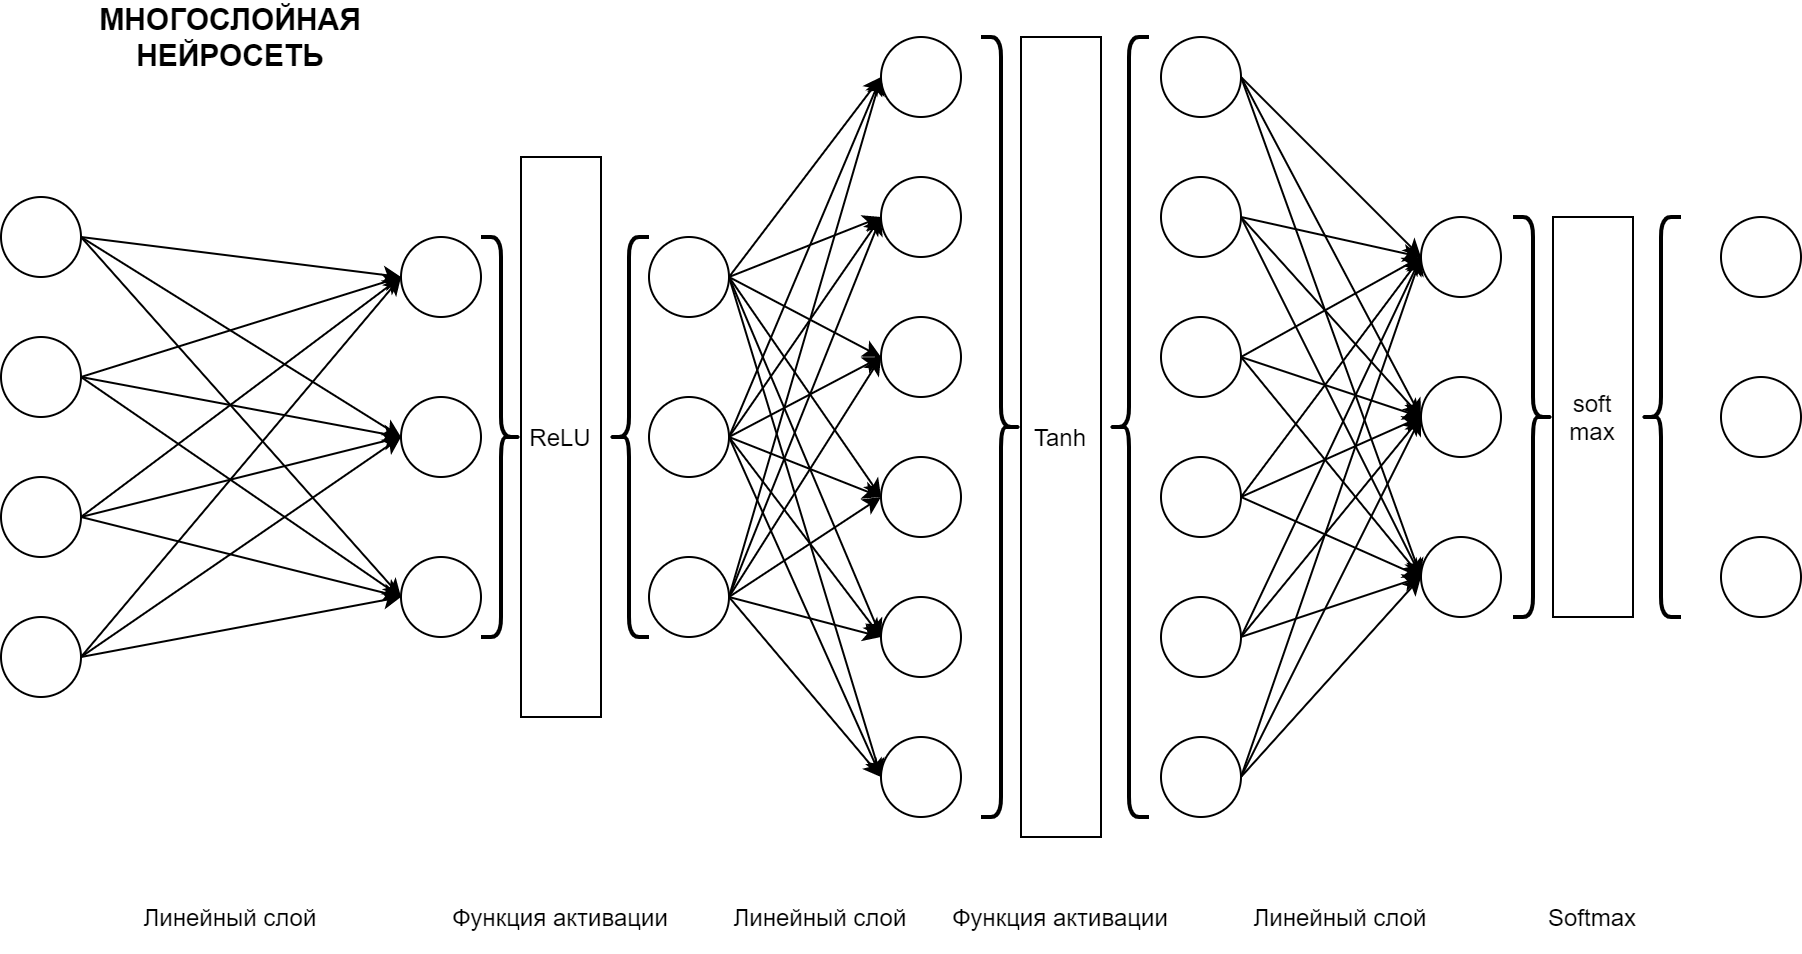 МНОГОСЛОЙНАЯ
НЕЙРОСЕТЬ
ReLU
Tanh
soft
max
Линейный слой
Функция активации
Линейный слой
Функция активации
Линейный слой
Softmax